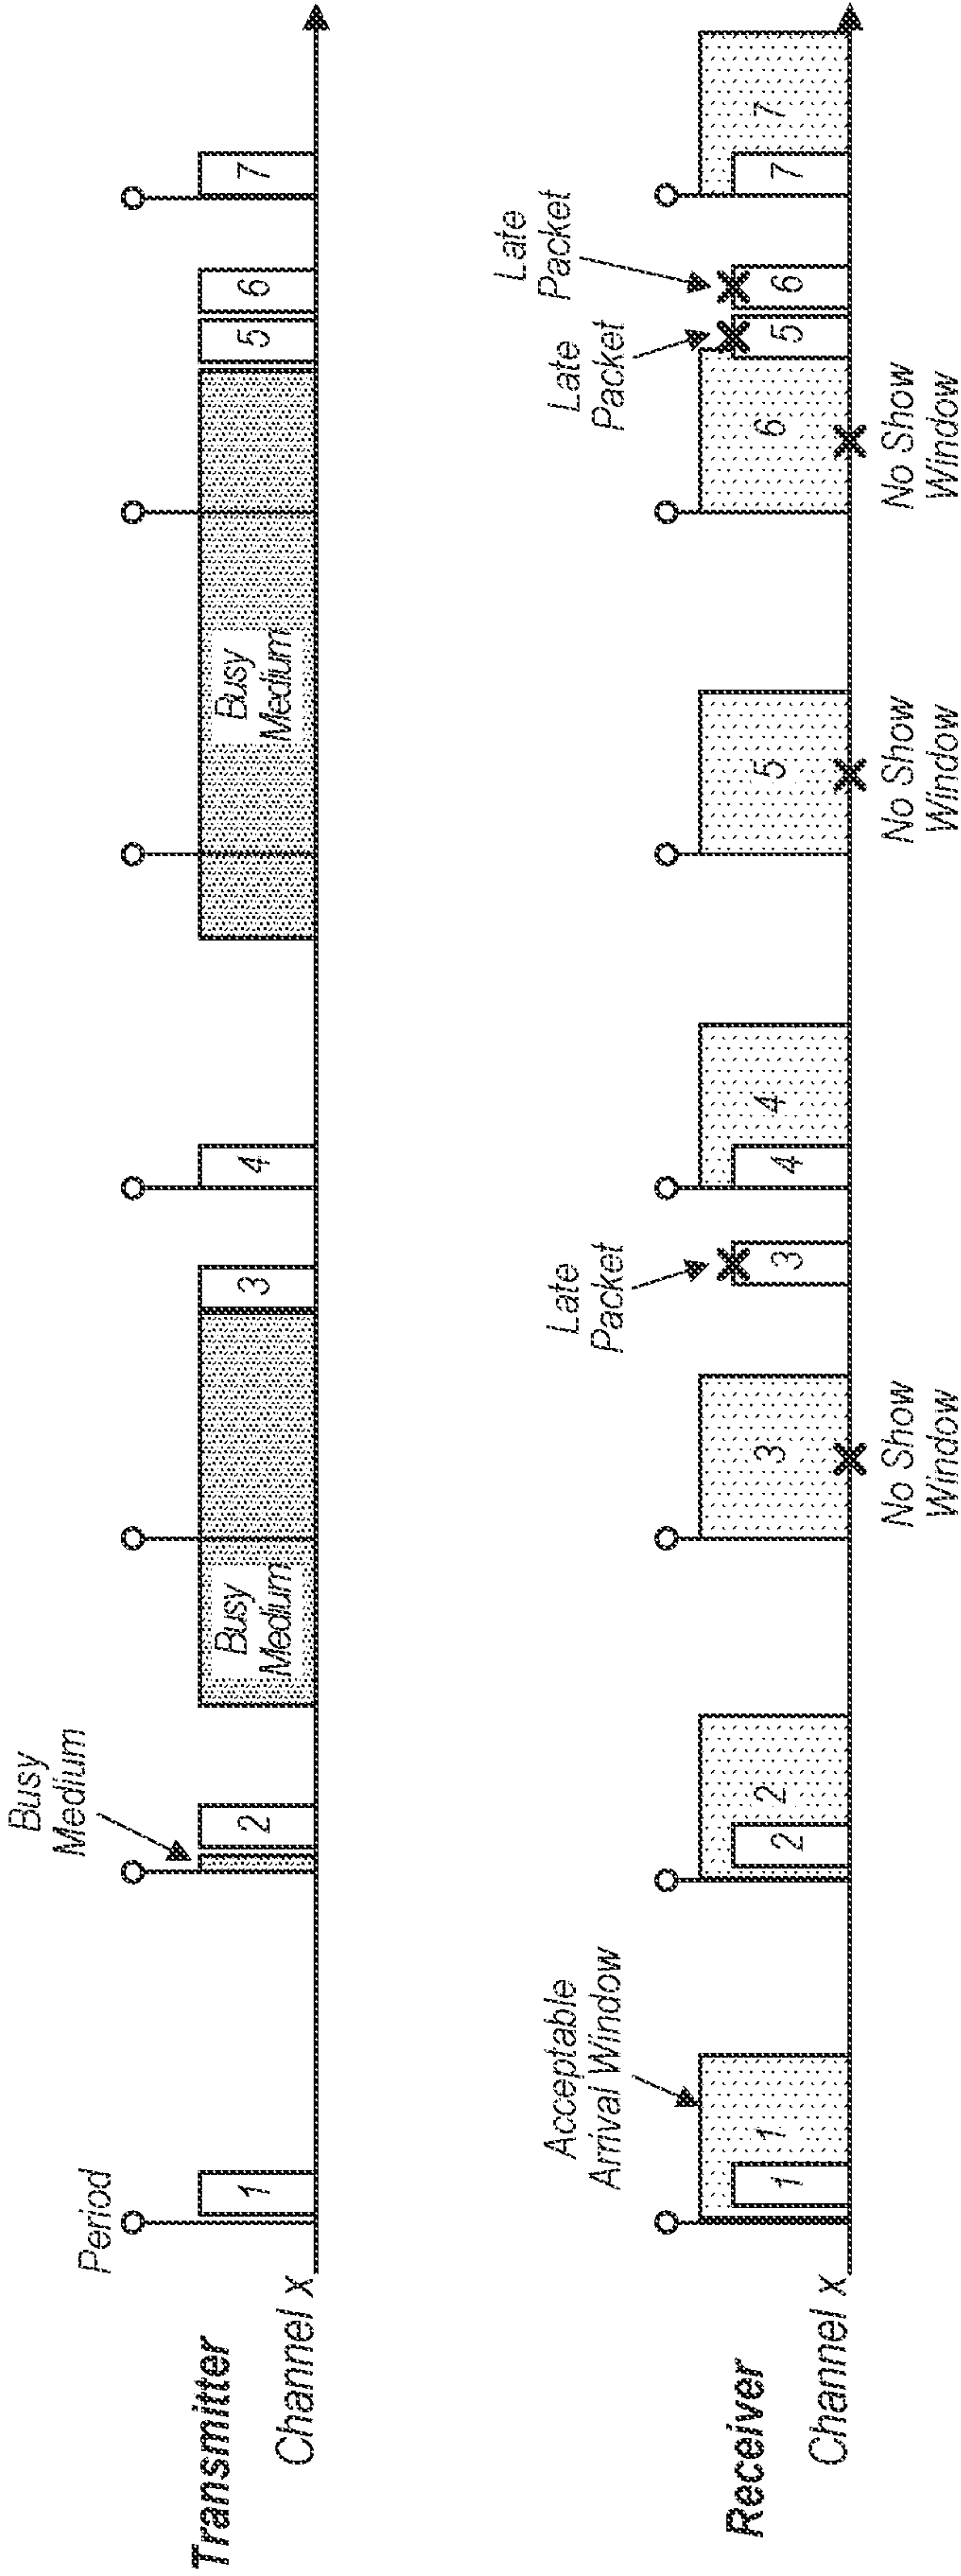 Transmitter
Channel x
Period
1
Busy
Medium
2
Busy
Medium
3
4
Busy
Medium
5
6
7
Receiver
Channel x
Acceptable
Arrival Window
1
1
2
2
3
No Show
Window
Late
Packet
3
4
4
5
No Show
Window
6
No Show
Window
Late
Packet
5
Late
Packet
6
7
7